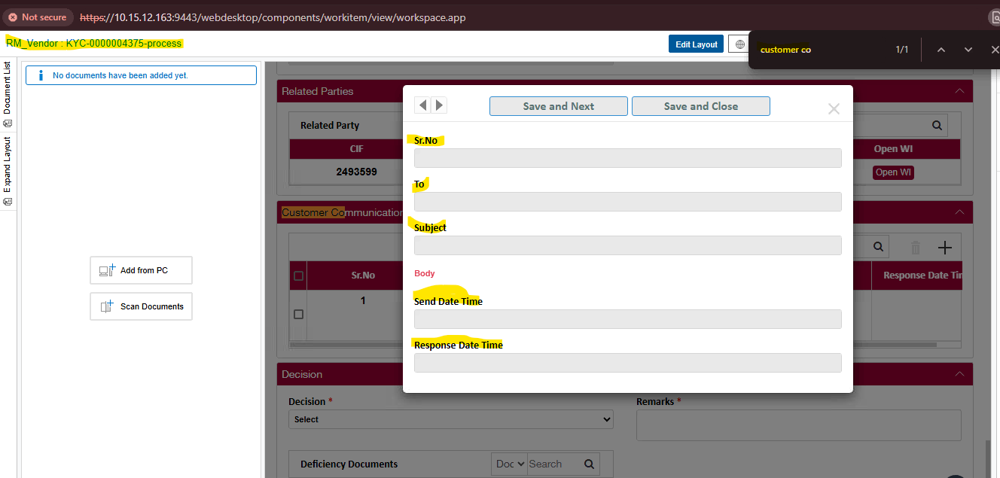 Not secure
https://10.15.12.163:9443/webdesktop/components/workitem/view/workspace.app
RM_Vendor : KYC-0000004375-process
Edit Layout
customer co
1/1
Document List
Expand Layout
No documents have been added yet.
Add from PC
Scan Documents
Related Parties
Related Party
CIF
Open WI
2493599
Open WI
Customer Communication
Sr.No
Response Date Tim
1
Save and Next
Save and Close
Sr.No
To
Subject
Body
Send Date Time
Response Date Time
Decision
Decision *
Select
Remarks *
Deficiency Documents
Doc
Search